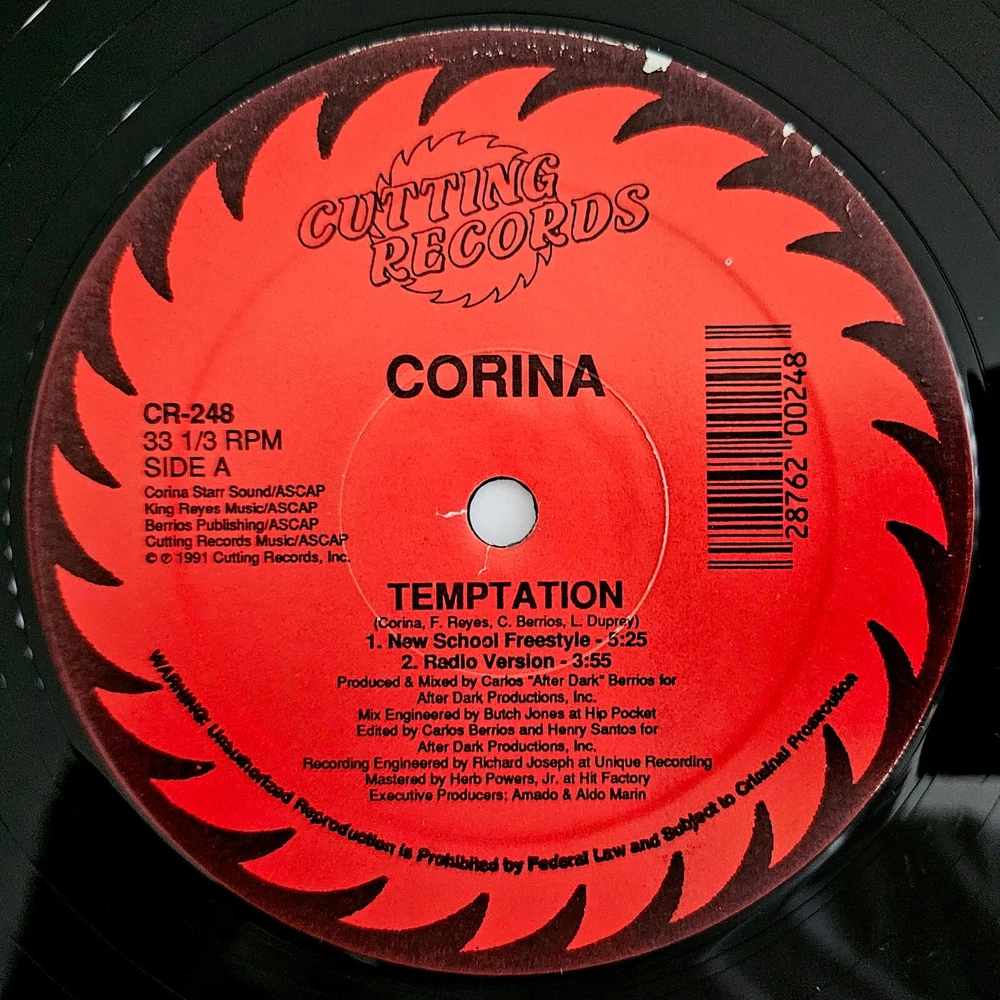 CUTTING
RECORDS
CORINA
CR-248
33 1/3 RPM
SIDE A
Corina Starr Sound/ASCAP
King Reyes Music/ASCAP
Berrios Publishing/ASCAP
Cutting Records Music/ASCAP
© ℗ 1991 Cutting Records, Inc.
28762 00248
TEMPTATION
(Corina, F. Reyes, C. Berrios, L. Duprey)
1. New School Freestyle - 5:25
2. Radio Version - 3:55
Produced & Mixed by Carlos "After Dark" Berrios for
After Dark Productions, Inc.
Mix Engineered by Butch Jones at Hip Pocket
Edited by Carlos Berrios and Henry Santos for
After Dark Productions, Inc.
Recording Engineered by Richard Joseph at Unique Recording
Mastered by Herb Powers, Jr. at Hit Factory
Executive Producers; Amado & Aldo Marin
WARNING: Unauthorized Reproduction is Prohibited by Federal Law and Subject to Criminal Prosecution